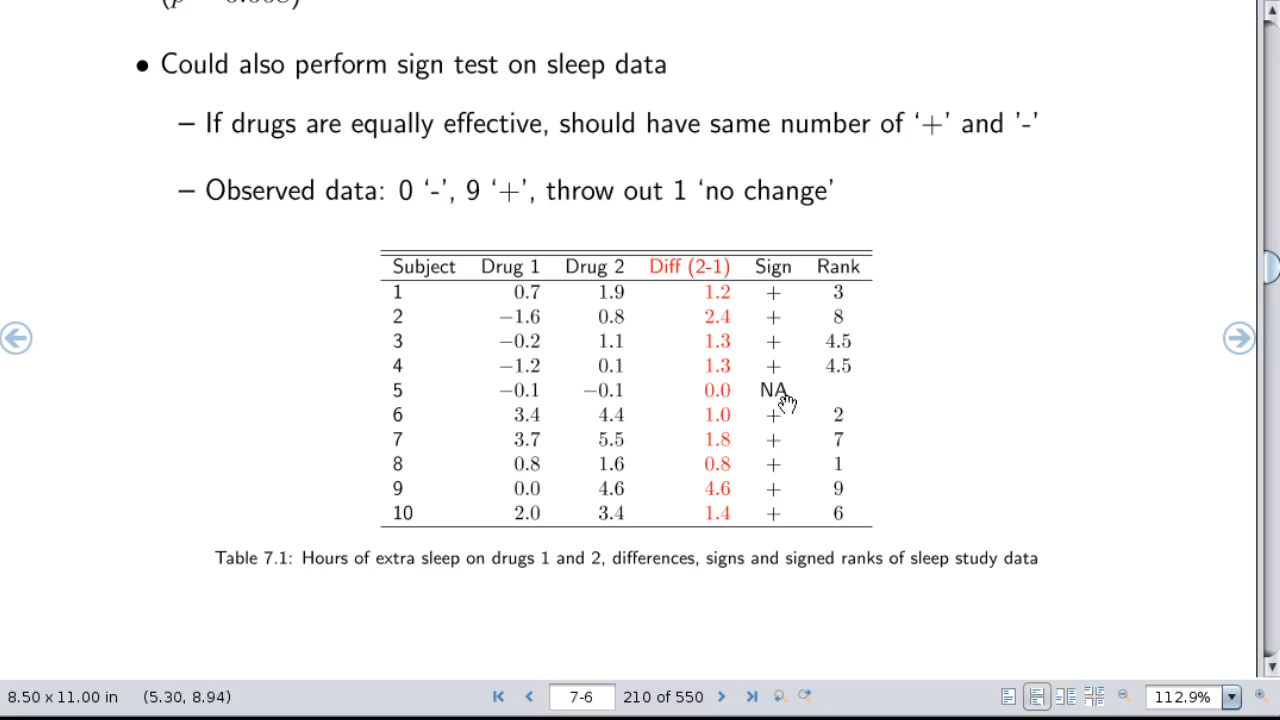 • Could also perform sign test on sleep data
– If drugs are equally effective, should have same number of ‘+’ and ’-’
– Observed data: 0 ‘-’, 9 ‘+’, throw out 1 ‘no change’
Subject Drug 1 Drug 2 Diff (2-1) Sign Rank
1 0.7 1.9 1.2 + 3
2 −1.6 0.8 2.4 + 8
3 −0.2 1.1 1.3 + 4.5
4 −1.2 0.1 1.3 + 4.5
5 −0.1 −0.1 0.0 NA
6 3.4 4.4 1.0 + 2
7 3.7 5.5 1.8 + 7
8 0.8 1.6 0.8 + 1
9 0.0 4.6 4.6 + 9
10 2.0 3.4 1.4 + 6
Table 7.1: Hours of extra sleep on drugs 1 and 2, differences, signs and signed ranks of sleep study data
8.50 x 11.00 in (5.30, 8.94) 7-6 210 of 550 112.9%